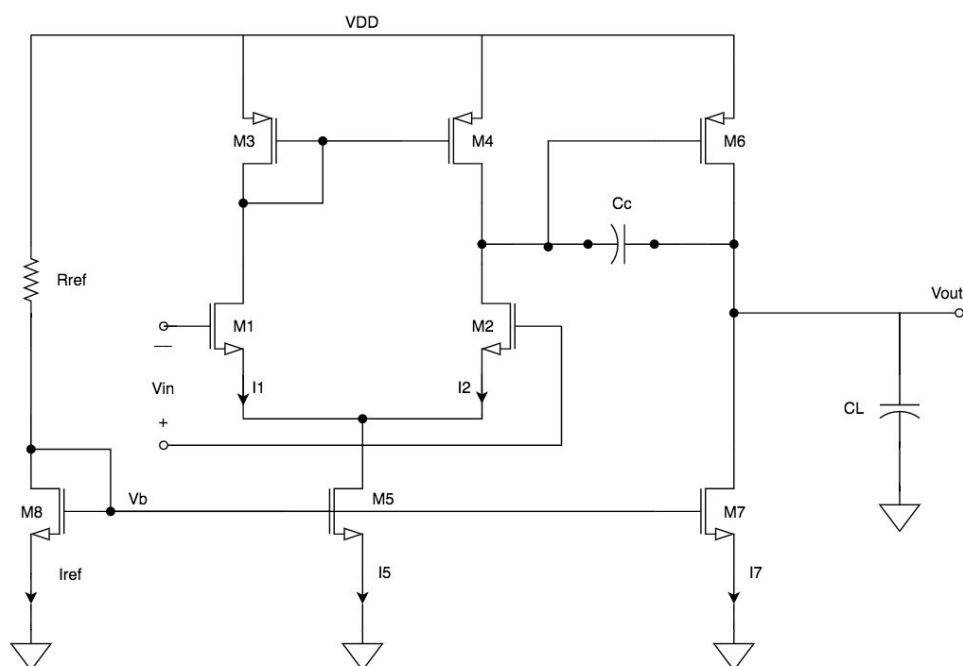 VDD
M3
M4
M6
Cc
Rref
Vout
M1
M2
—
Vin
I1
I2
+
CL
M8
Vb
M5
M7
Iref
I5
I7